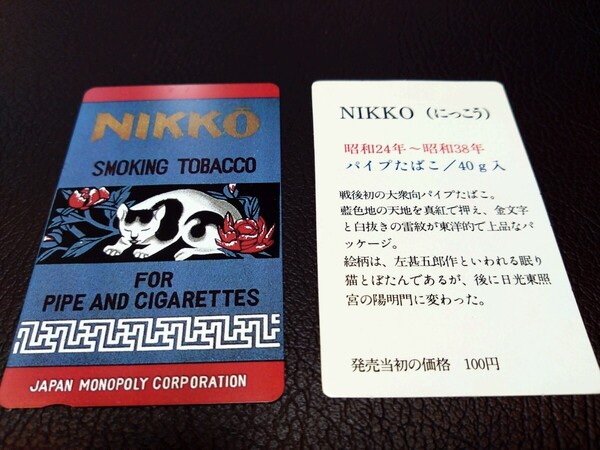 NIKKŌ
SMOKING TOBACCO
FOR
PIPE AND CIGARETTES
JAPAN MONOPOLY CORPORATION
NIKKO (にっこう)
昭和24年～昭和38年
パイプたばこ／40g入
戦後初の大衆向パイプたばこ。
藍色地の天地を真紅で押え、金文字
と白抜きの雷紋が東洋的で上品なパ
ッケージ。
絵柄は、左甚五郎作といわれる眠り
猫とぼたんであるが、後に日光東照
宮の陽明門に変わった。
発売当初の価格 100円